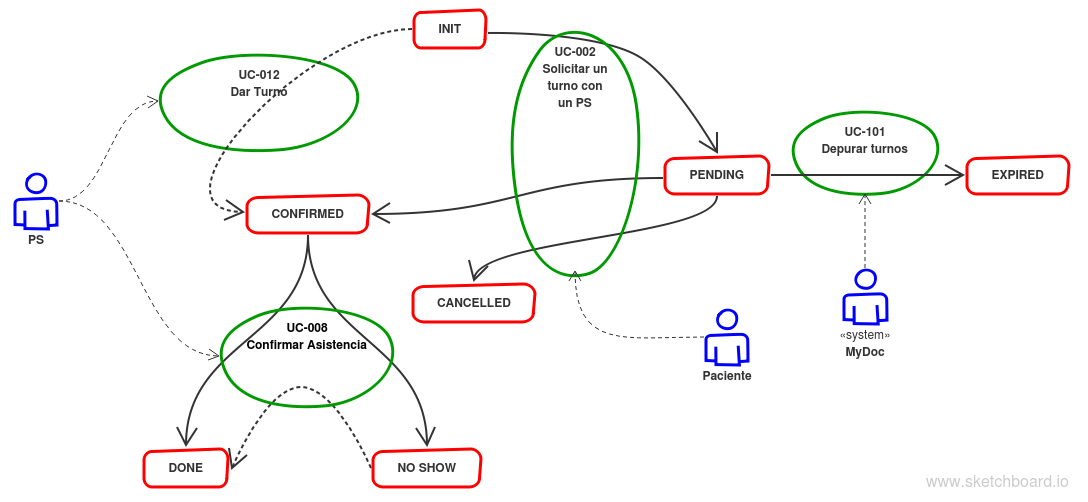 INIT
UC-002
Solicitar un
turno con
un PS
UC-012
Dar Turno
UC-101
Depurar turnos
PENDING
EXPIRED
PS
CONFIRMED
CANCELLED
UC-008
Confirmar Asistencia
«system»
MyDoc
Paciente
DONE
NO SHOW
www.sketchboard.io